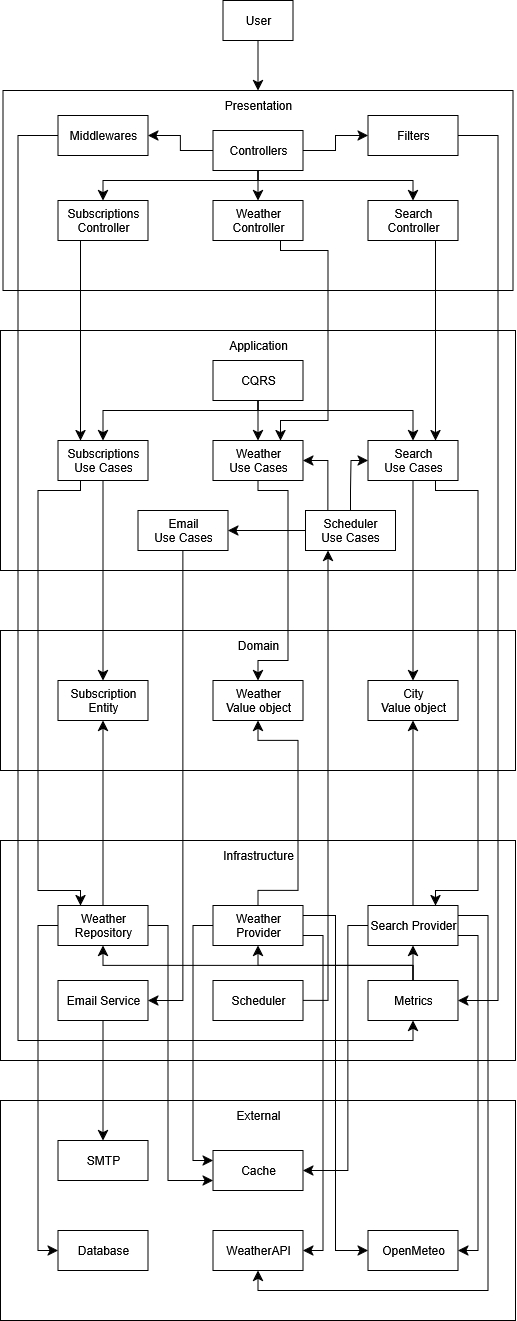 User
Presentation
Middlewares
Controllers
Filters
Subscriptions
Controller
Weather
Controller
Search
Controller
Application
CQRS
Subscriptions
Use Cases
Weather
Use Cases
Search
Use Cases
Email
Use Cases
Scheduler
Use Cases
Domain
Subscription
Entity
Weather
Value object
City
Value object
Infrastructure
Weather
Repository
Weather
Provider
Search Provider
Email Service
Scheduler
Metrics
External
SMTP
Cache
Database
WeatherAPI
OpenMeteo